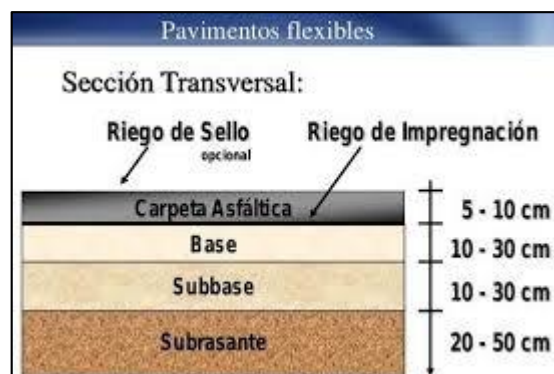 Pavimentos flexibles
Sección Transversal:
Riego de Sello
opcional
Riego de Impregnación
Carpeta Asfáltica
5 - 10 cm
Base
10 - 30 cm
Subbase
10 - 30 cm
Subrasante
20 - 50 cm